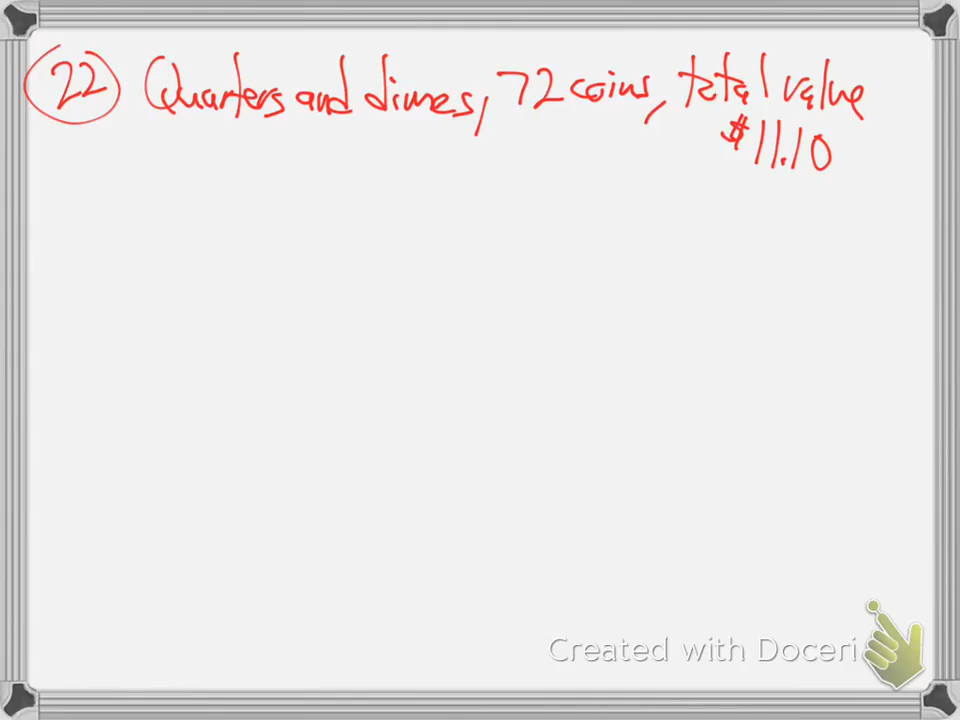 22 Quarters and dimes, 72 coins, total value
$11.10
Created with Doceri